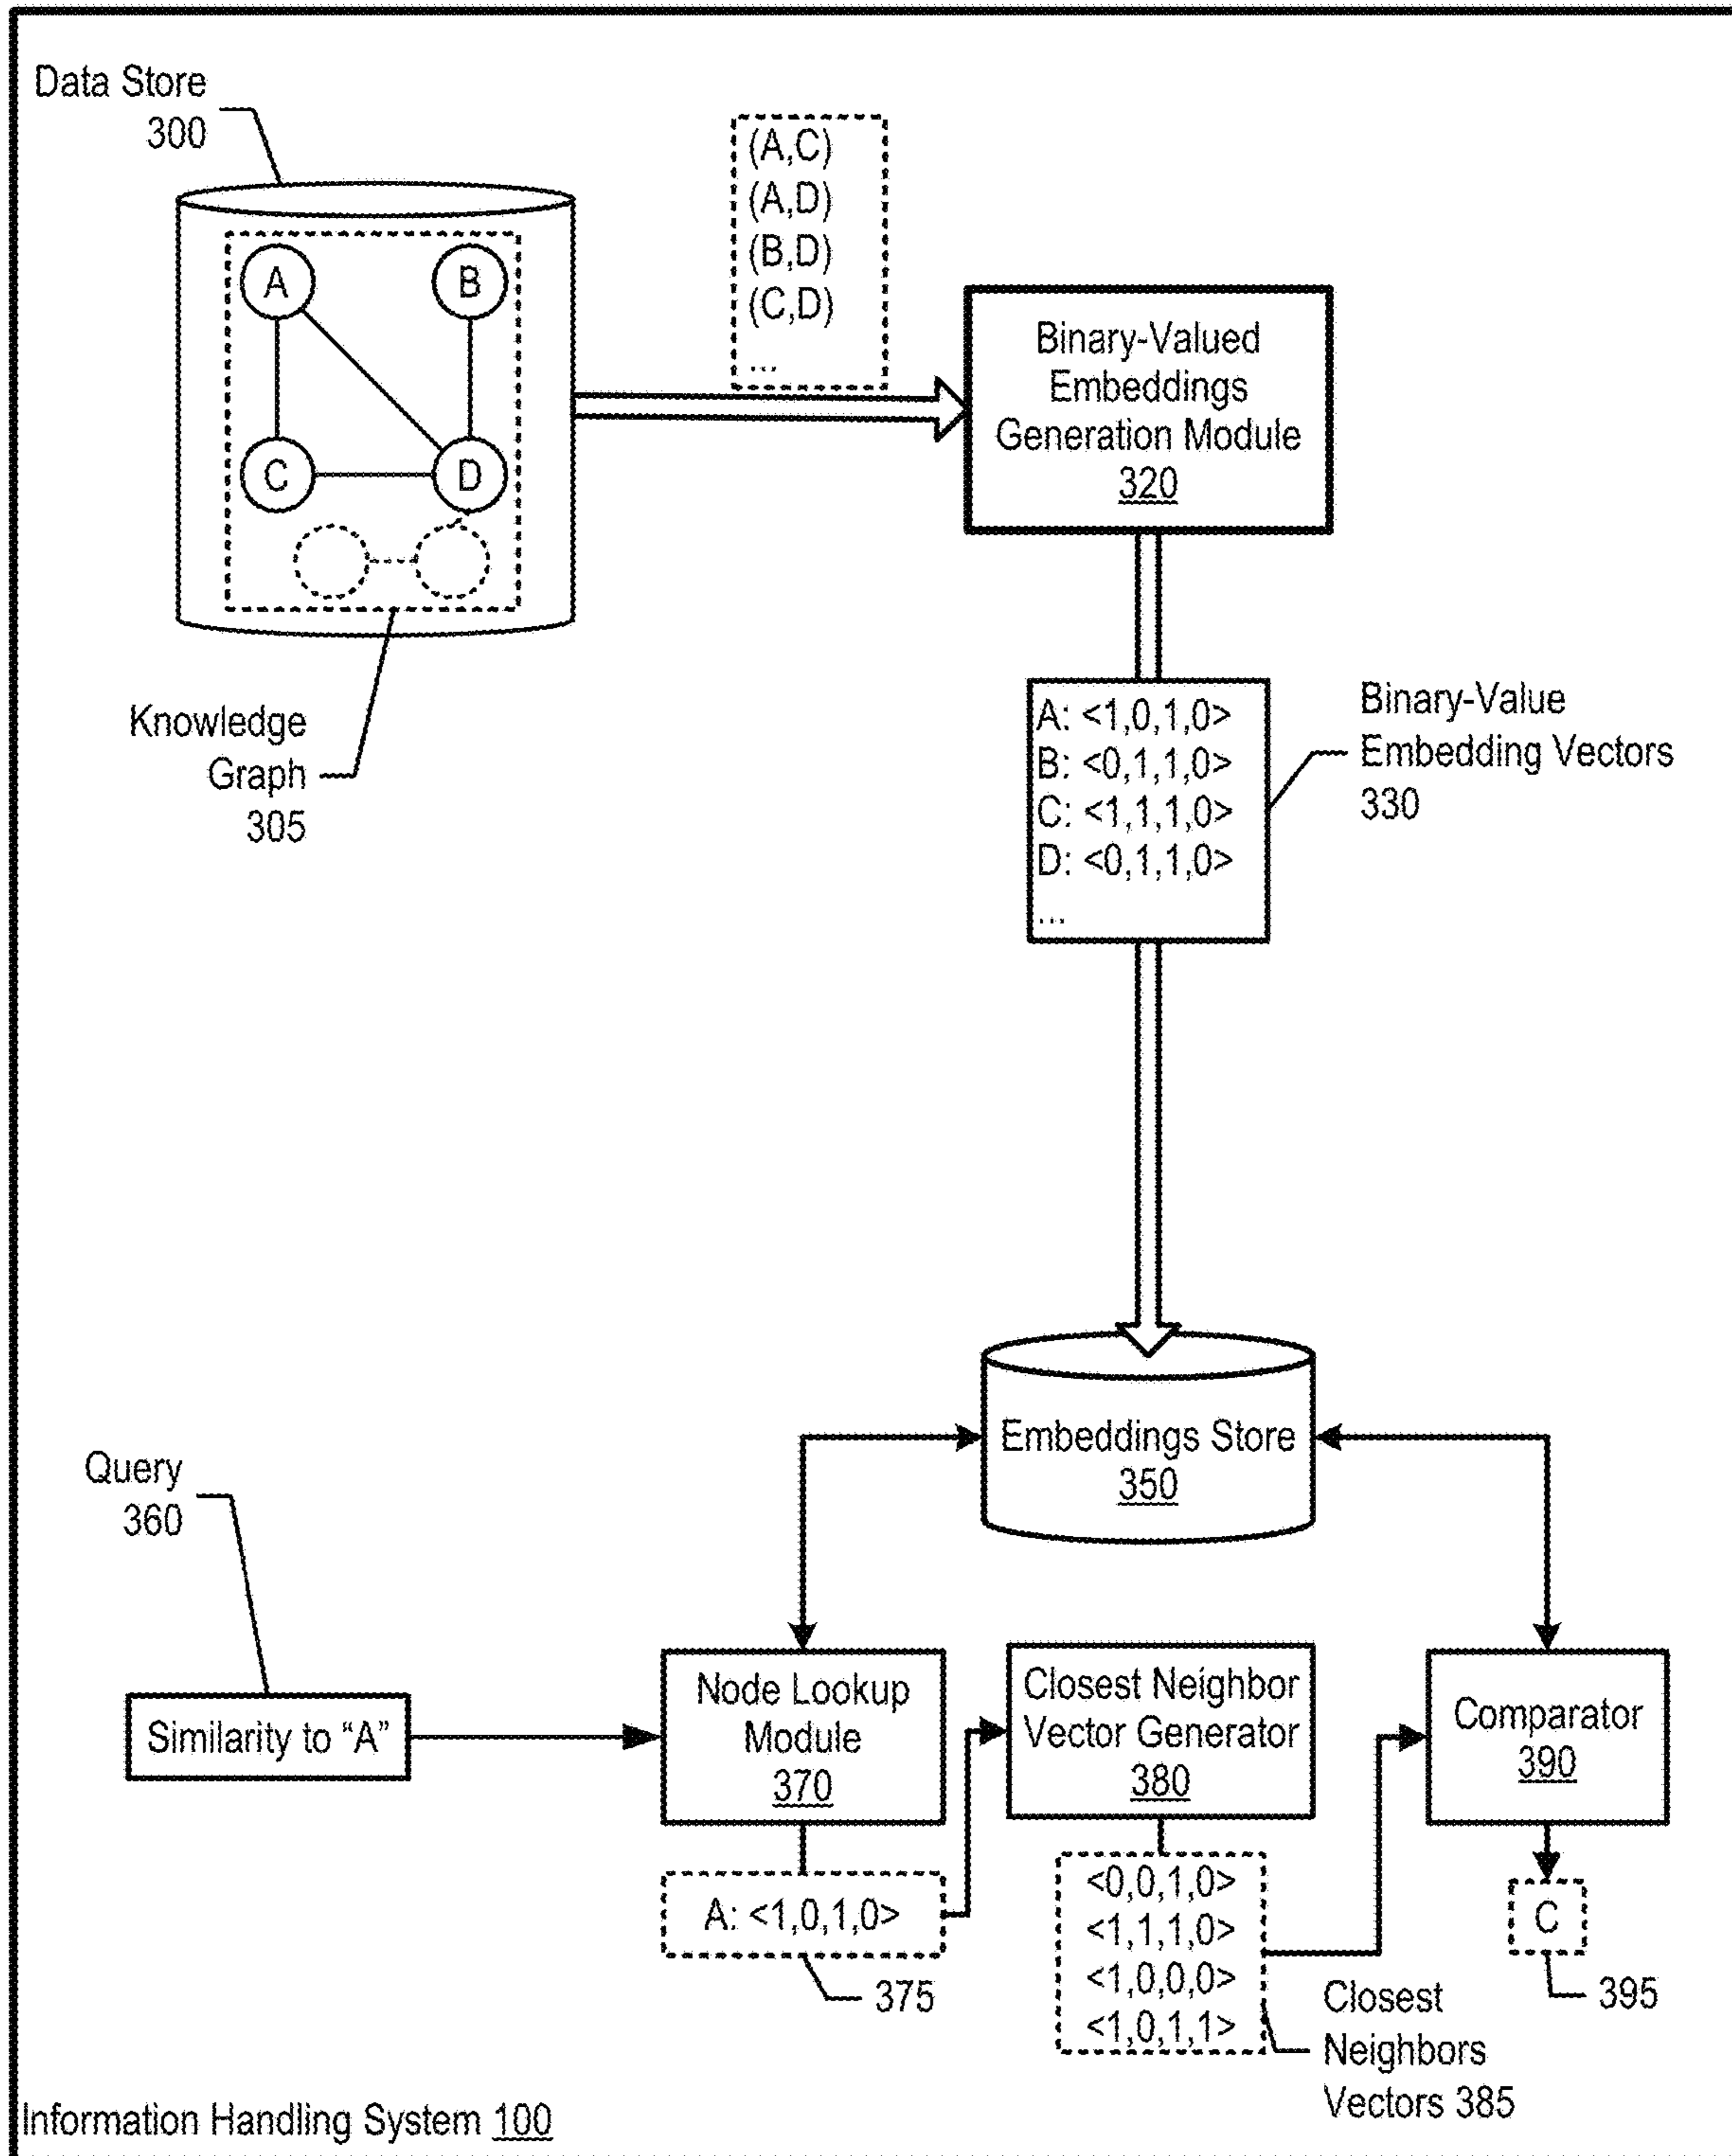 Data Store
300
(A,C)
(A,D)
(B,D)
(C,D)
...
A
B
C
D
Binary-Valued
Embeddings
Generation Module
320
Knowledge
Graph
305
A: <1,0,1,0>
B: <0,1,1,0>
C: <1,1,1,0>
D: <0,1,1,0>
...
Binary-Value
Embedding Vectors
330
Embeddings Store
350
Query
360
Similarity to “A”
Node Lookup
Module
370
Closest Neighbor
Vector Generator
380
Comparator
390
A: <1,0,1,0>
375
<0,0,1,0>
<1,1,1,0>
<1,0,0,0>
<1,0,1,1>
Closest
Neighbors
Vectors 385
C
395
Information Handling System 100